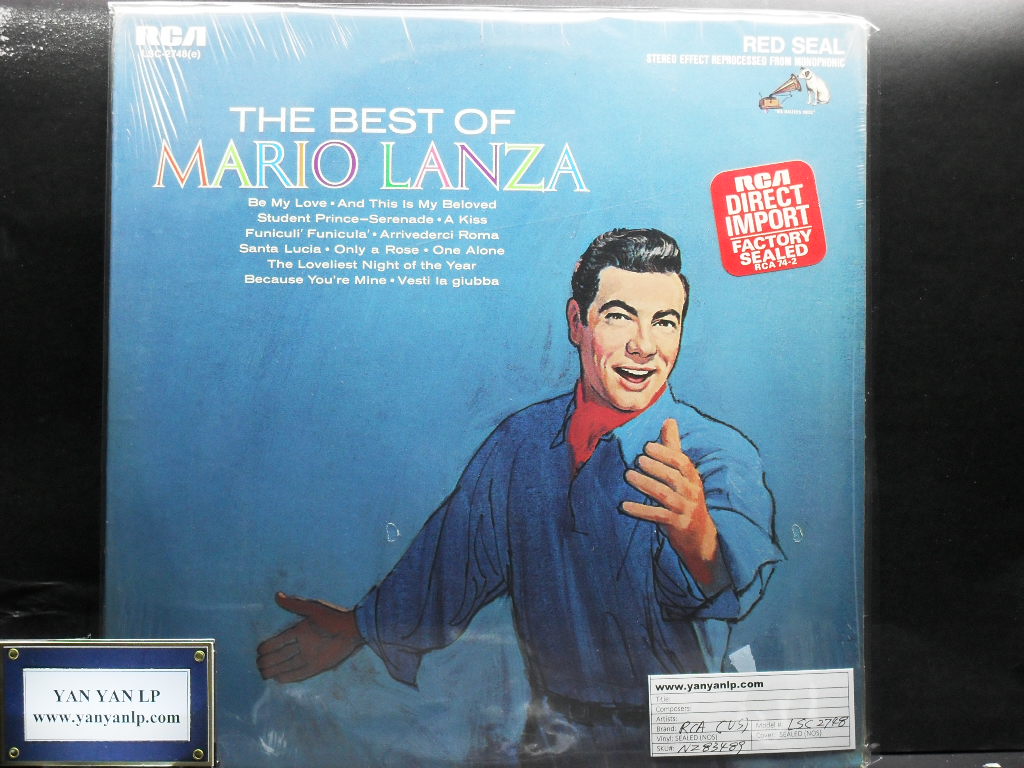 RCA
LSC-2748(e)
RED SEAL
STEREO EFFECT REPROCESSED FROM MONOPHONIC
"HIS MASTER'S VOICE"
THE BEST OF
MARIO LANZA
Be My Love • And This Is My Beloved
Student Prince—Serenade • A Kiss
Funiculi' Funicula' • Arrivederci Roma
Santa Lucia • Only a Rose • One Alone
The Loveliest Night of the Year
Because You're Mine • Vesti la giubba
RCA
DIRECT
IMPORT
FACTORY
SEALED
RCA 74-2
YAN YAN LP
www.yanyanlp.com
www.yanyanlp.com
Title:
Composers:
Artists:
Brand: RCA (US) Model #: LSC 2748
Vinyl: SEALED (NOS) Cover: SEALED (NOS)
SKU#: NZ83489